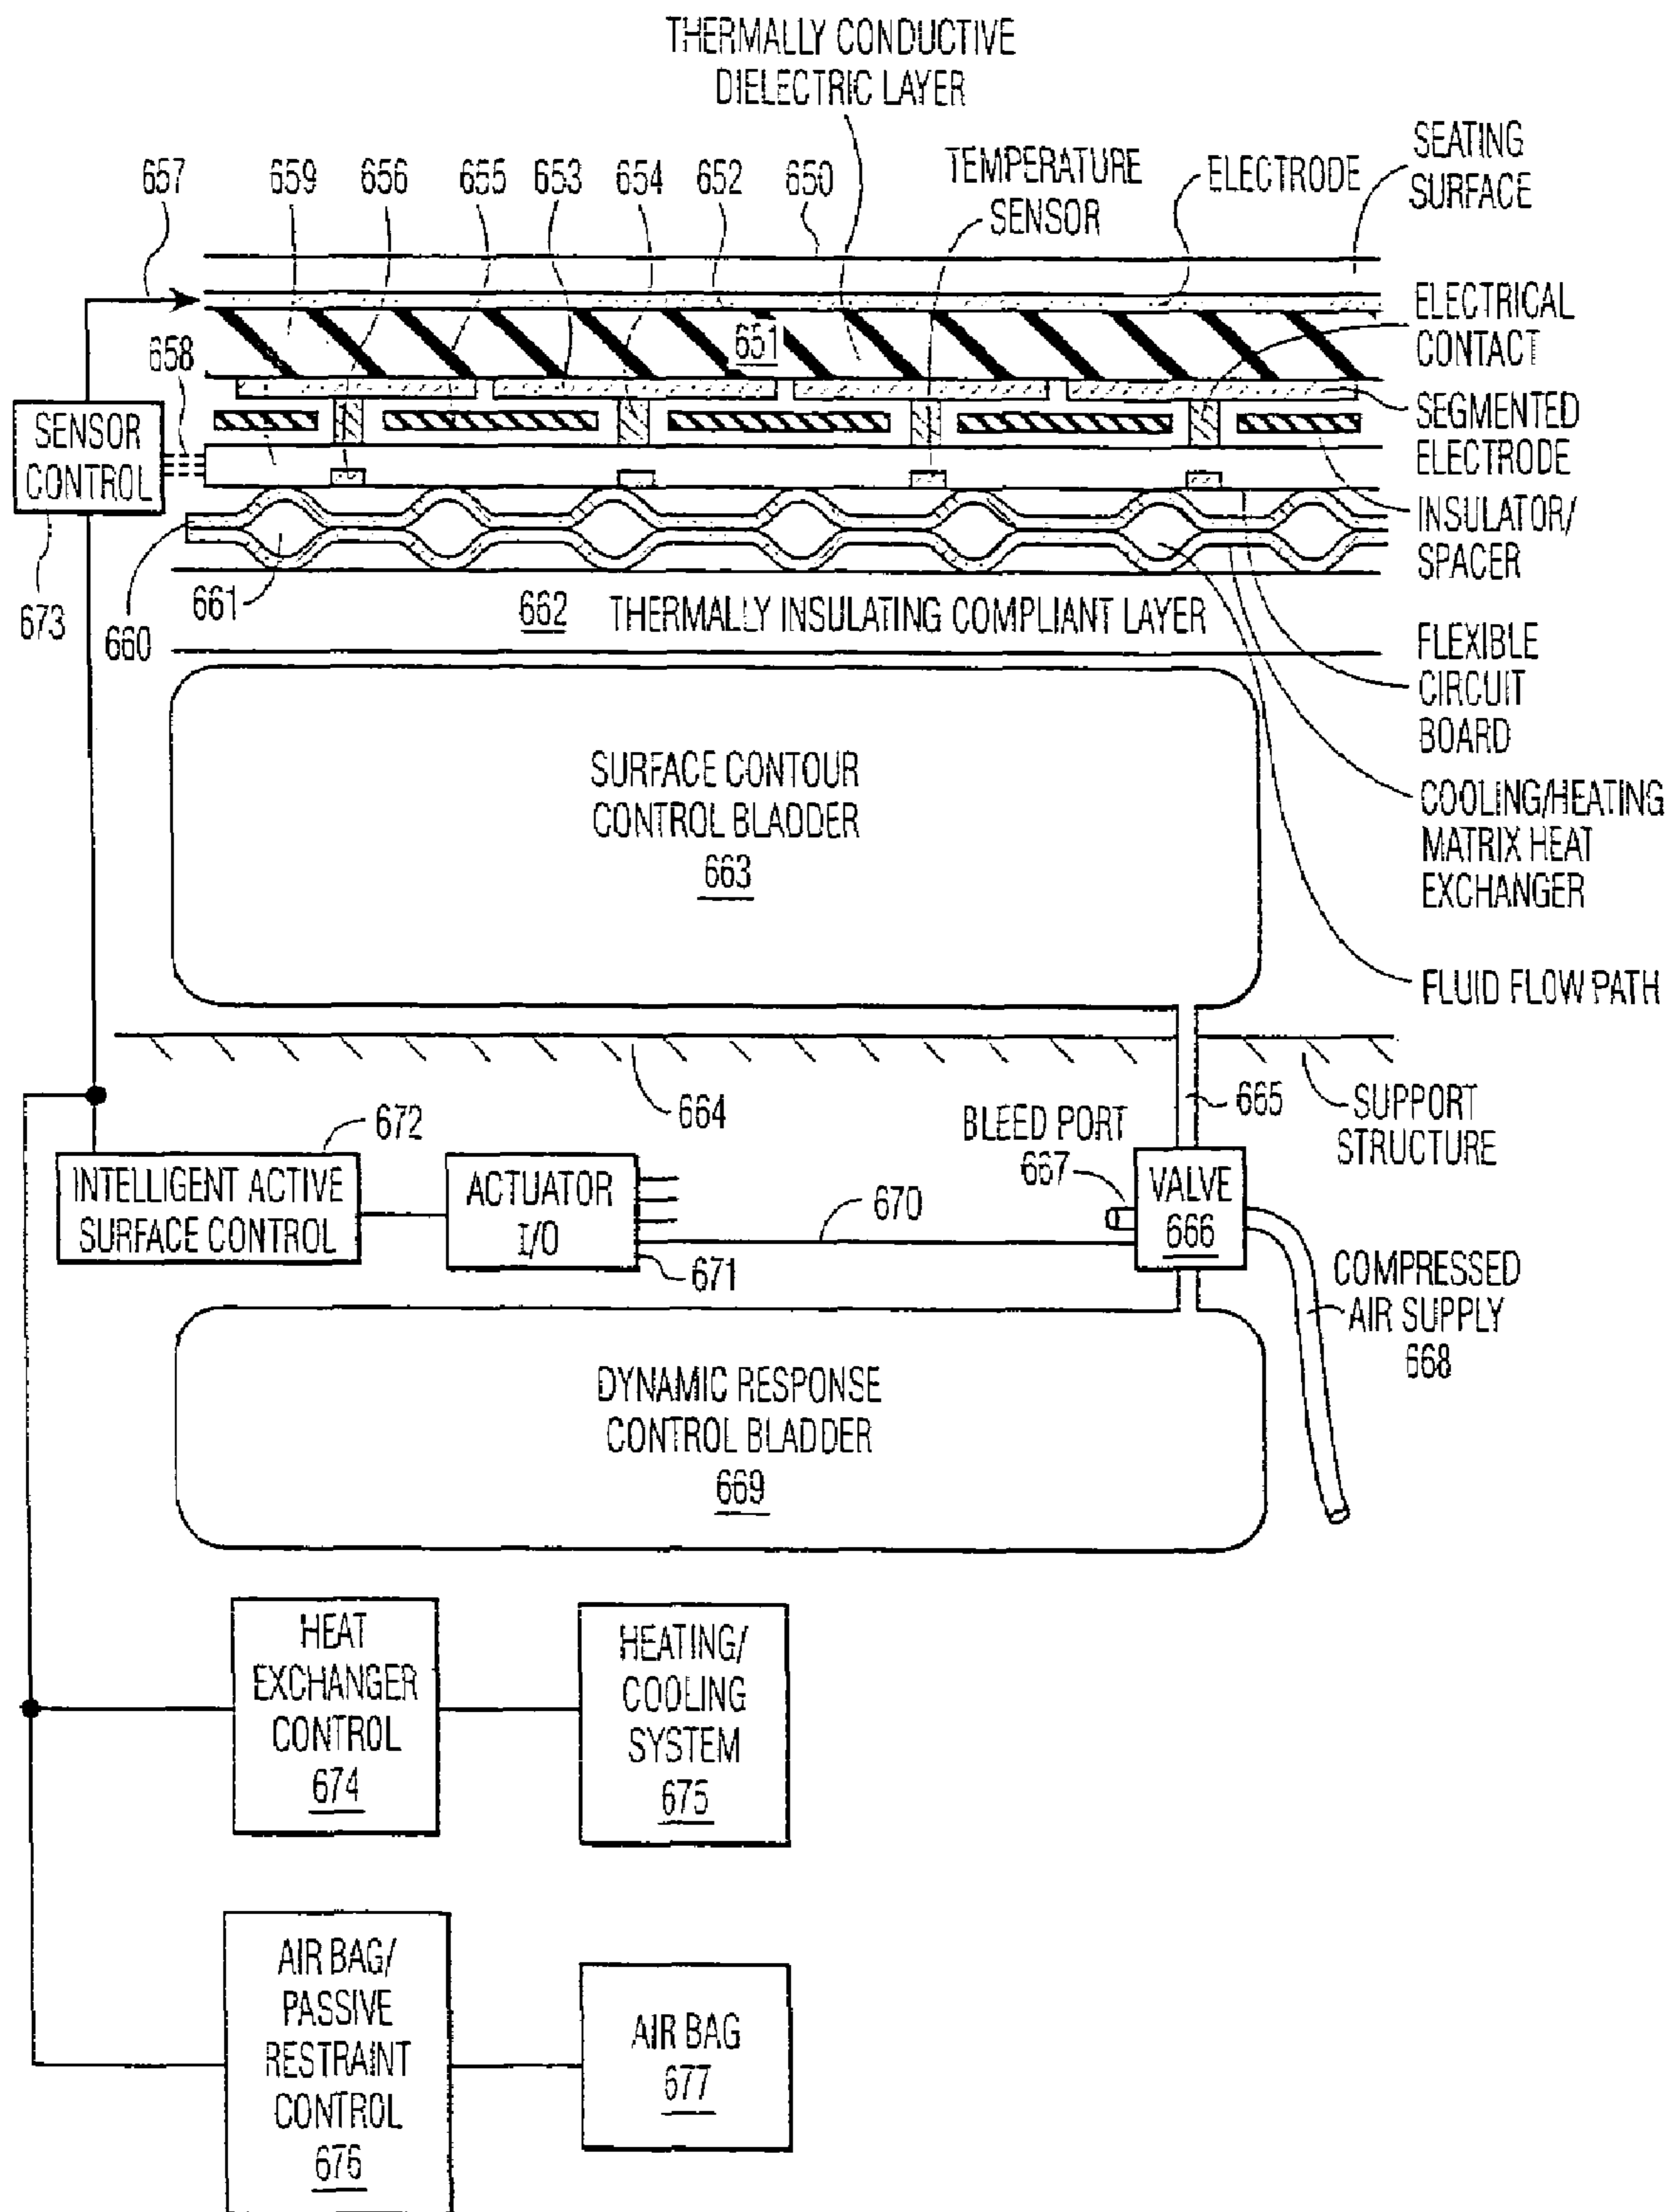 THERMALLY CONDUCTIVE
DIELECTRIC LAYER
657
659
656
655
653
654
652
650
TEMPERATURE
SENSOR
ELECTRODE
SEATING
SURFACE
651
658
ELECTRICAL
CONTACT
SEGMENTED
ELECTRODE
SENSOR
CONTROL
673
INSULATOR/
SPACER
660
661
662
THERMALLY INSULATING COMPLIANT LAYER
FLEXIBLE
CIRCUIT
BOARD
SURFACE CONTOUR
CONTROL BLADDER
663
COOLING/HEATING
MATRIX HEAT
EXCHANGER
FLUID FLOW PATH
664
665
SUPPORT
STRUCTURE
672
INTELLIGENT ACTIVE
SURFACE CONTROL
ACTUATOR
I/O
671
670
BLEED PORT
667
VALVE
666
COMPRESSED
AIR SUPPLY
668
DYNAMIC RESPONSE
CONTROL BLADDER
669
HEAT
EXCHANGER
CONTROL
674
HEATING/
COOLING
SYSTEM
675
AIR BAG/
PASSIVE
RESTRAINT
CONTROL
676
AIR BAG
677